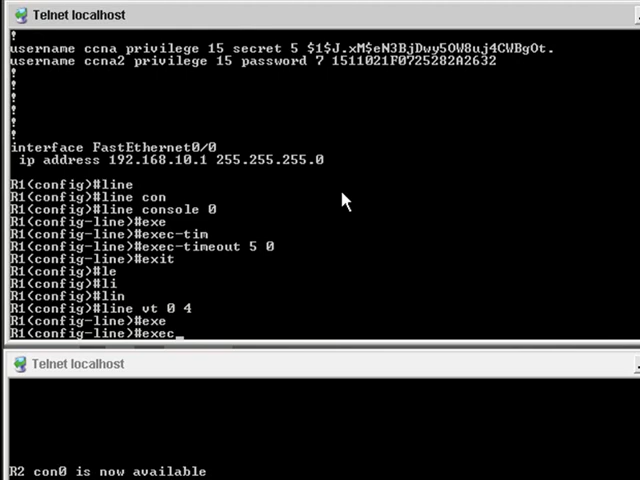 Telnet localhost
!
username ccna privilege 15 secret 5 $1$J.xM$eN3BjDwy5OW8uj4CWBgOt.
username ccna2 privilege 15 password 7 1511021F0725282A2632
!
!
!
!
!
!
interface FastEthernet0/0
ip address 192.168.10.1 255.255.255.0
R1(config)#line
R1(config)#line con
R1(config)#line console 0
R1(config-line)#exe
R1(config-line)#exec-tim
R1(config-line)#exec-timeout 5 0
R1(config-line)#exit
R1(config)#le
R1(config)#li
R1(config)#lin
R1(config)#line vt 0 4
R1(config-line)#exe
R1(config-line)#exec_
Telnet localhost
R2 con0 is now available